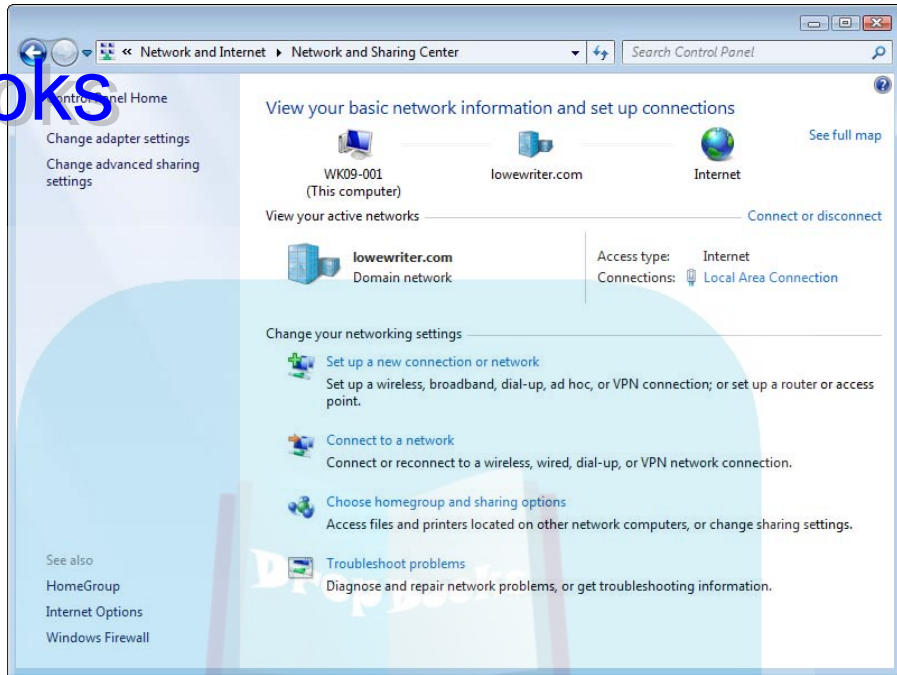 « Network and Internet ▸ Network and Sharing Center
Search Control Panel
oks
Control Panel Home
Change adapter settings
Change advanced sharing
settings
See also
HomeGroup
Internet Options
Windows Firewall
View your basic network information and set up connections
See full map
WK09-001
(This computer)
lowewriter.com
Internet
View your active networks
Connect or disconnect
lowewriter.com
Domain network
Access type: Internet
Connections: Local Area Connection
Change your networking settings
Set up a new connection or network
Set up a wireless, broadband, dial-up, ad hoc, or VPN connection; or set up a router or access
point.
Connect to a network
Connect or reconnect to a wireless, wired, dial-up, or VPN network connection.
Choose homegroup and sharing options
Access files and printers located on other network computers, or change sharing settings.
Troubleshoot problems
Diagnose and repair network problems, or get troubleshooting information.
DropBooks